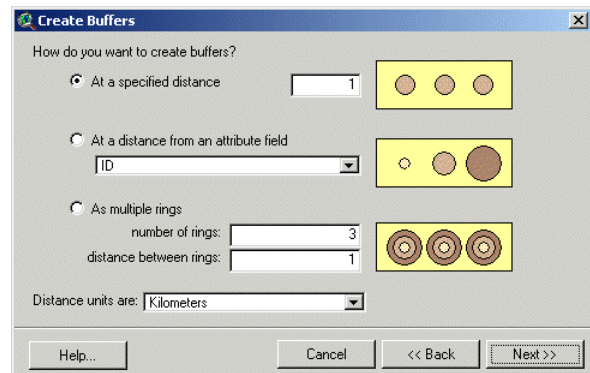 Create Buffers
How do you want to create buffers?
At a specified distance 1
At a distance from an attribute field
ID
As multiple rings
number of rings: 3
distance between rings: 1
Distance units are: Kilometers
Help... Cancel << Back Next >>